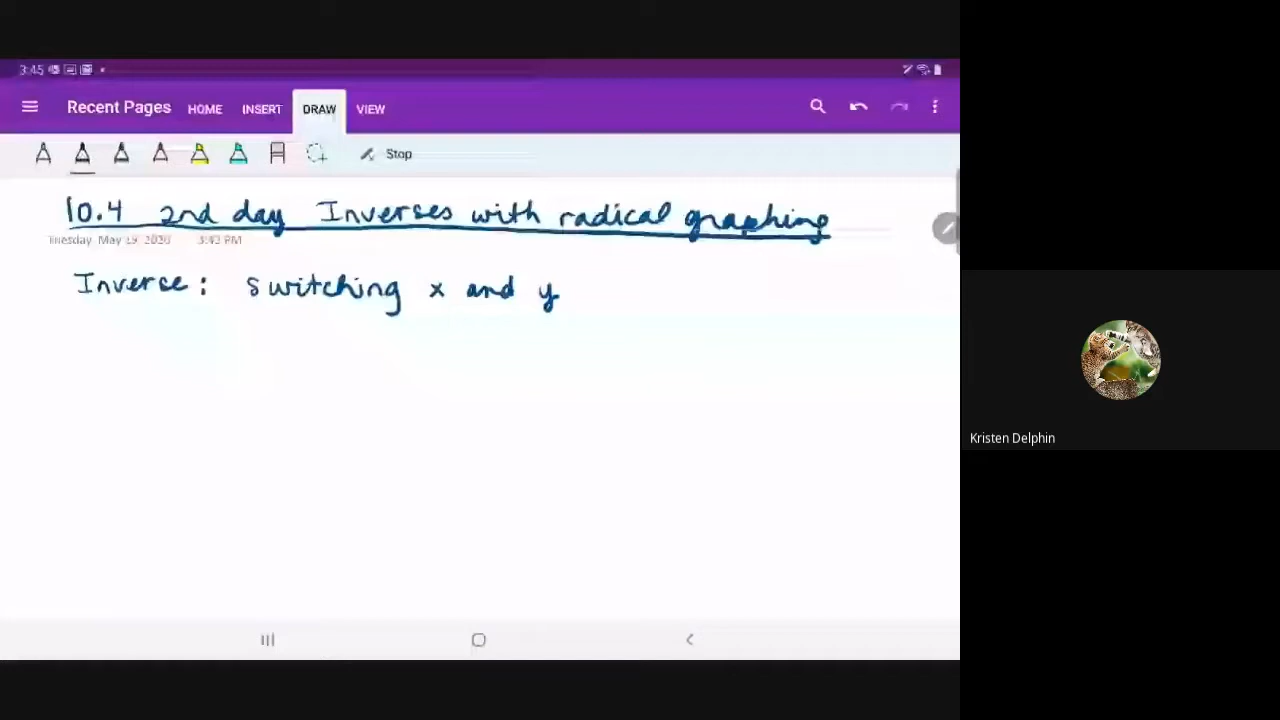 3:45
Recent Pages HOME INSERT DRAW VIEW
Stop
10.4 2nd day Inverses with radical graphing
Tuesday, May 19, 2020 3:43 PM
Inverse: switching x and y
Kristen Delphin